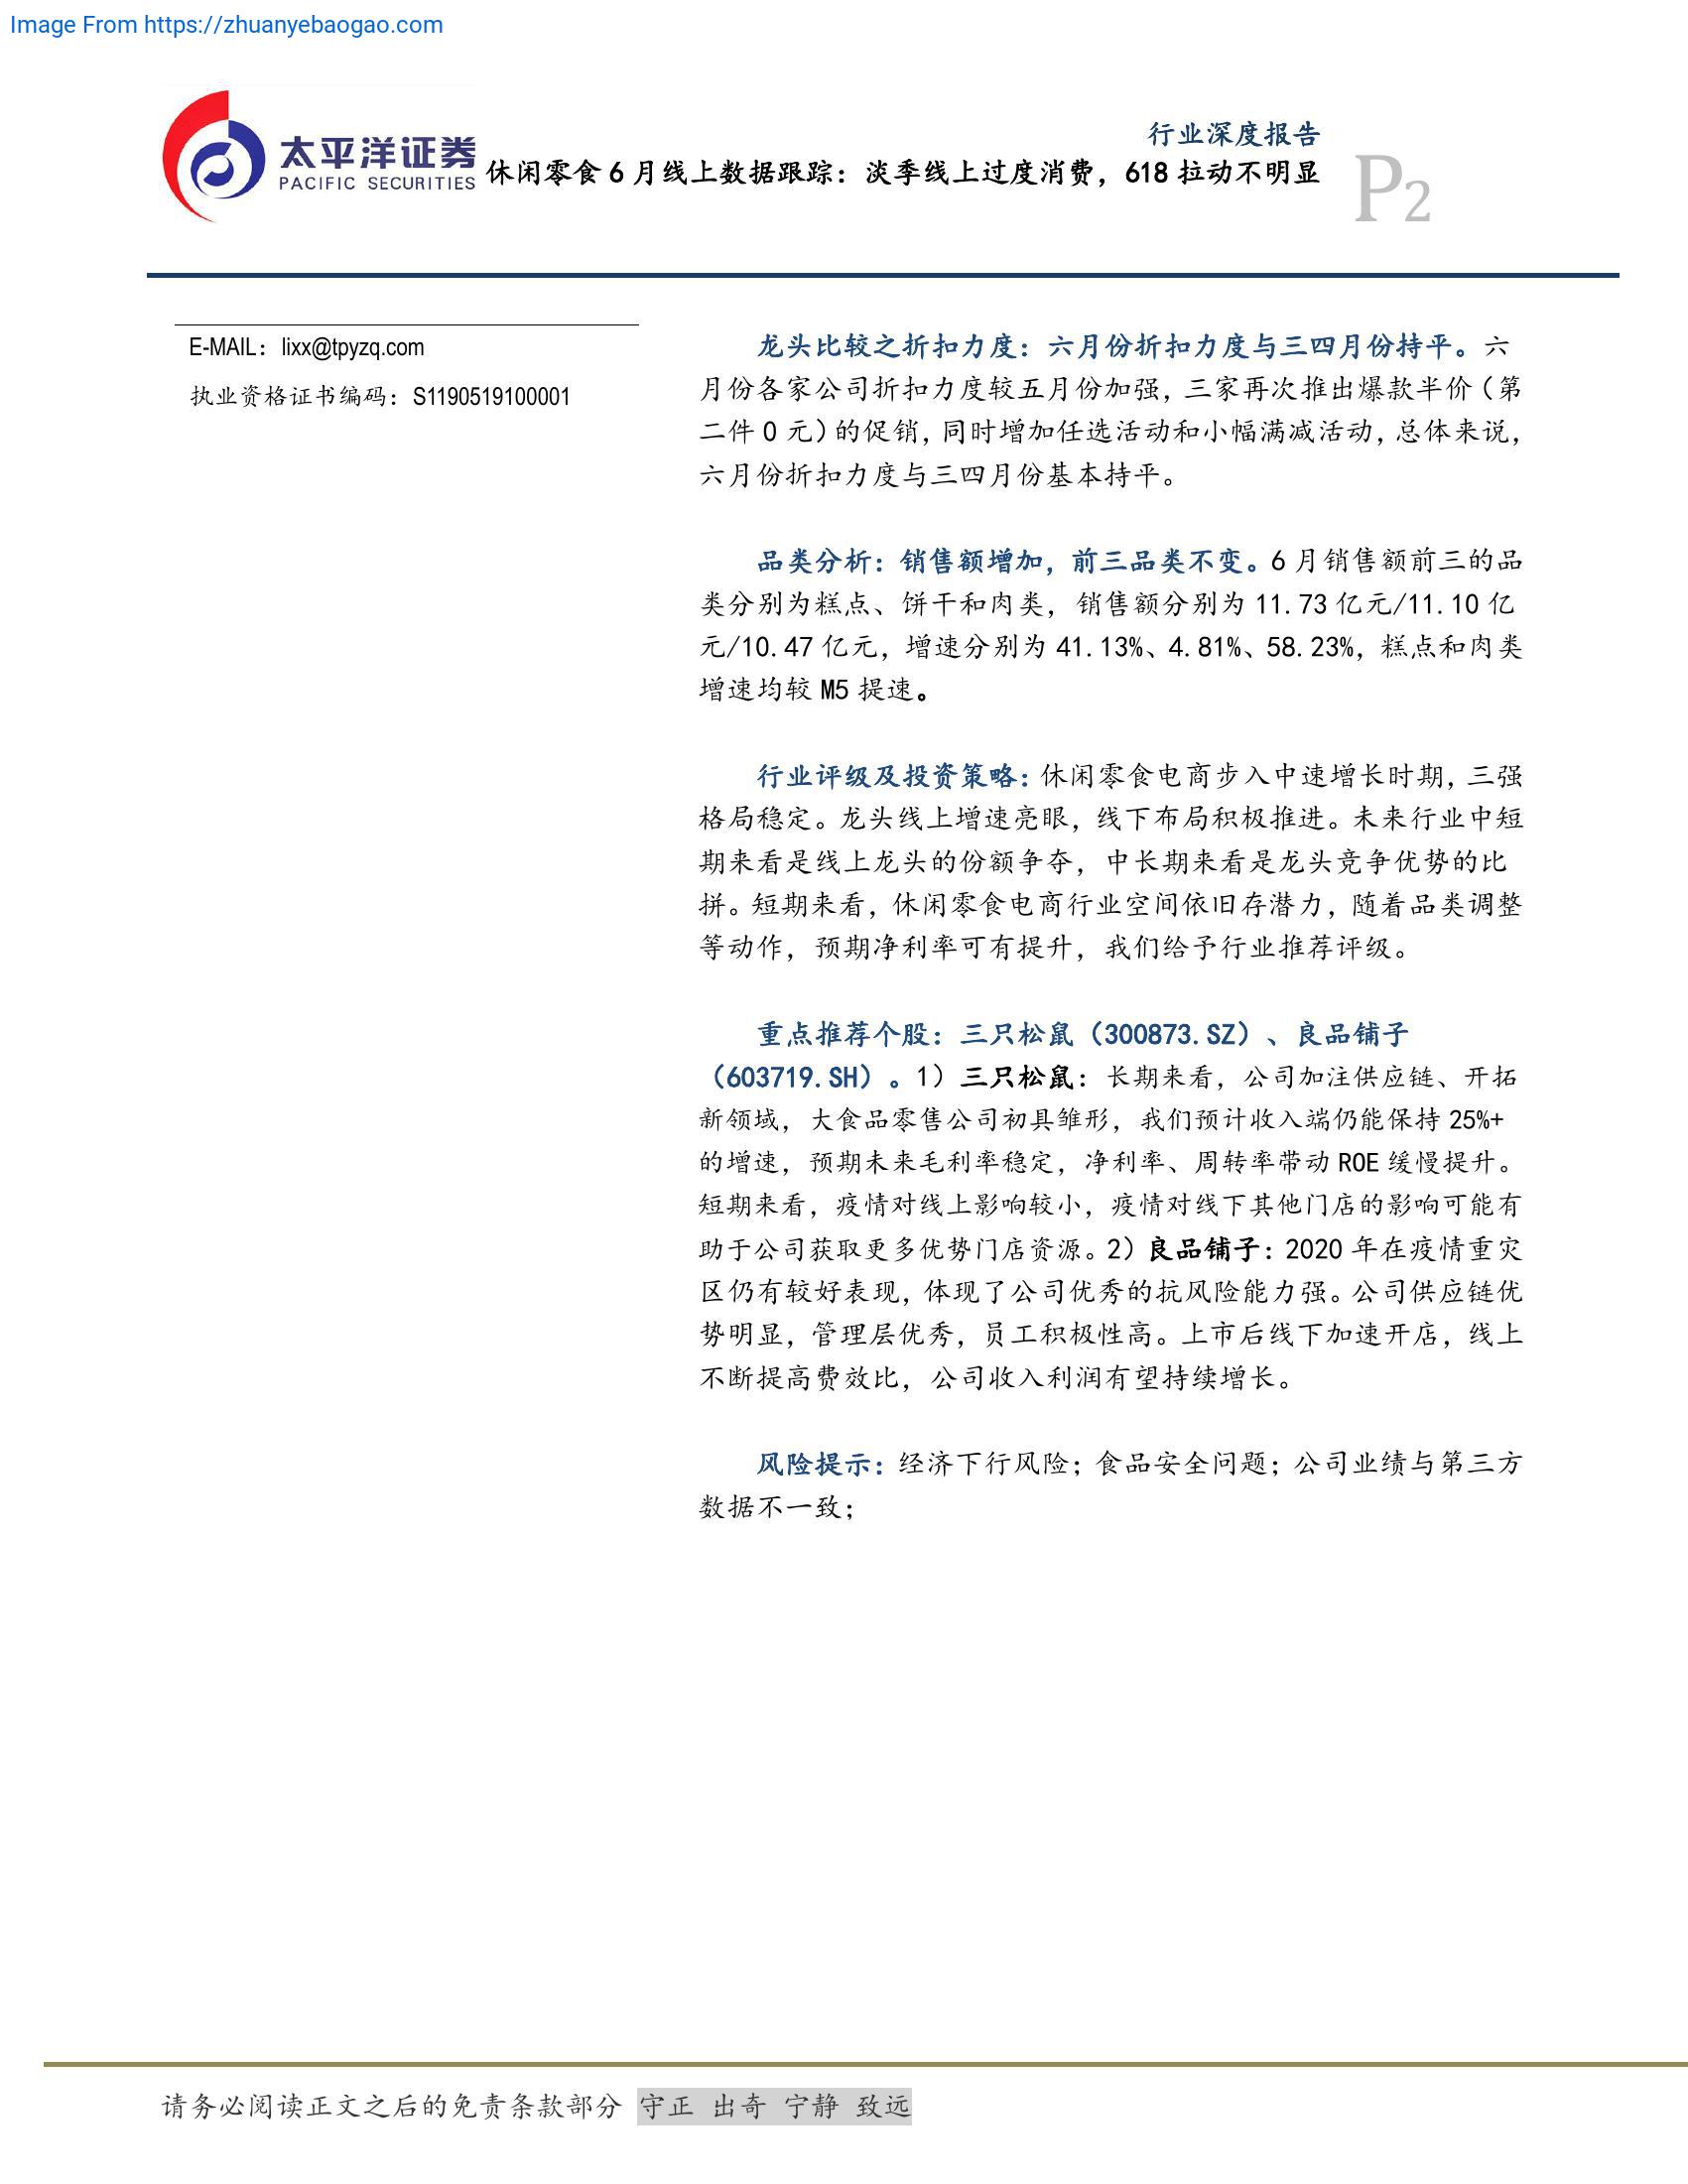 Image From https://zhuanyebaogao.com
行业深度报告
太平洋证券
PACIFIC SECURITIES
休闲零食 6 月线上数据跟踪：淡季线上过度消费，618 拉动不明显
P2
E-MAIL：lixx@tpyzq.com
执业资格证书编码：S1190519100001
龙头比较之折扣力度：六月份折扣力度与三四月份持平。六
月份各家公司折扣力度较五月份加强，三家再次推出爆款半价（第
二件 0 元）的促销，同时增加任选活动和小幅满减活动，总体来说，
六月份折扣力度与三四月份基本持平。
品类分析：销售额增加，前三品类不变。6 月销售额前三的品
类分别为糕点、饼干和肉类，销售额分别为 11.73 亿元/11.10 亿
元/10.47 亿元，增速分别为 41.13%、4.81%、58.23%，糕点和肉类
增速均较 M5 提速。
行业评级及投资策略：休闲零食电商步入中速增长时期，三强
格局稳定。龙头线上增速亮眼，线下布局积极推进。未来行业中短
期来看是线上龙头的份额争夺，中长期来看是龙头竞争优势的比
拼。短期来看，休闲零食电商行业空间依旧存潜力，随着品类调整
等动作，预期净利率可有提升，我们给予行业推荐评级。
重点推荐个股：三只松鼠（300873.SZ）、良品铺子
（603719.SH）。1）三只松鼠：长期来看，公司加注供应链、开拓
新领域，大食品零售公司初具雏形，我们预计收入端仍能保持 25%+
的增速，预期未来毛利率稳定，净利率、周转率带动 ROE 缓慢提升。
短期来看，疫情对线上影响较小，疫情对线下其他门店的影响可能有
助于公司获取更多优势门店资源。2）良品铺子：2020 年在疫情重灾
区仍有较好表现，体现了公司优秀的抗风险能力强。公司供应链优
势明显，管理层优秀，员工积极性高。上市后线下加速开店，线上
不断提高费效比，公司收入利润有望持续增长。
风险提示：经济下行风险；食品安全问题；公司业绩与第三方
数据不一致；
请务必阅读正文之后的免责条款部分 守正 出奇 宁静 致远